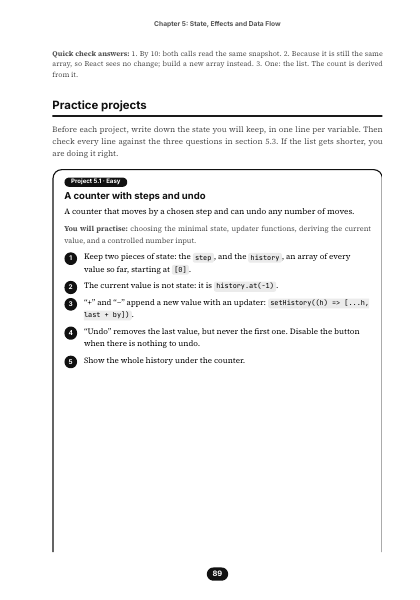 Chapter 5: State, Effects and Data Flow
Quick check answers: 1. By 10: both calls read the same snapshot. 2. Because it is still the same
array, so React sees no change; build a new array instead. 3. One: the list. The count is derived
from it.
Practice projects
Before each project, write down the state you will keep, in one line per variable. Then
check every line against the three questions in section 5.3. If the list gets shorter, you
are doing it right.
Project 5.1 · Easy
A counter with steps and undo
A counter that moves by a chosen step and can undo any number of moves.
You will practise: choosing the minimal state, updater functions, deriving the current
value, and a controlled number input.
1 Keep two pieces of state: the step, and the history, an array of every
value so far, starting at [0].
2 The current value is not state: it is history.at(-1).
3 “+” and “−” append a new value with an updater: setHistory((h) => [...h,
last + by]).
4 “Undo” removes the last value, but never the first one. Disable the button
when there is nothing to undo.
5 Show the whole history under the counter.
89